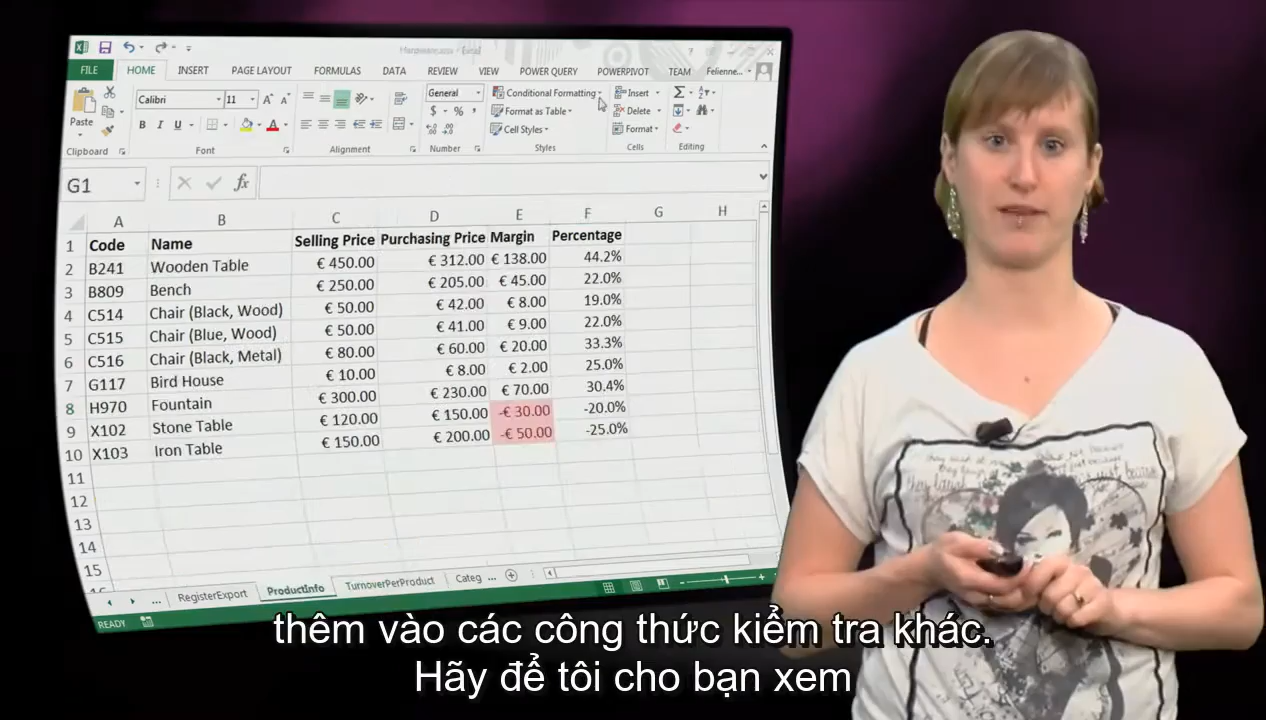 Hardware.xlsx - Excel
FILE HOME INSERT PAGE LAYOUT FORMULAS DATA REVIEW VIEW POWER QUERY POWERPIVOT TEAM Felienne...
Calibri 11 General Conditional Formatting Insert
Paste Format as Table Delete
B I U $ % , Cell Styles Format
Clipboard Font Alignment Number Styles Cells Editing
G1 fx
A B C D E F G H
1 Code Name Selling Price Purchasing Price Margin Percentage
2 B241 Wooden Table € 450.00 € 312.00 € 138.00 44.2%
3 B809 Bench € 250.00 € 205.00 € 45.00 22.0%
4 C514 Chair (Black, Wood) € 50.00 € 42.00 € 8.00 19.0%
5 C515 Chair (Blue, Wood) € 50.00 € 41.00 € 9.00 22.0%
6 C516 Chair (Black, Metal) € 80.00 € 60.00 € 20.00 33.3%
7 G117 Bird House € 10.00 € 8.00 € 2.00 25.0%
8 H970 Fountain € 300.00 € 230.00 € 70.00 30.4%
9 X102 Stone Table € 120.00 € 150.00 -€ 30.00 -20.0%
10 X103 Iron Table € 150.00 € 200.00 -€ 50.00 -25.0%
11
12
13
14
15
... RegisterExport ProductInfo TurnoverPerProduct Categ ...
READY
thêm vào các công thức kiểm tra khác.
Hãy để tôi cho bạn xem